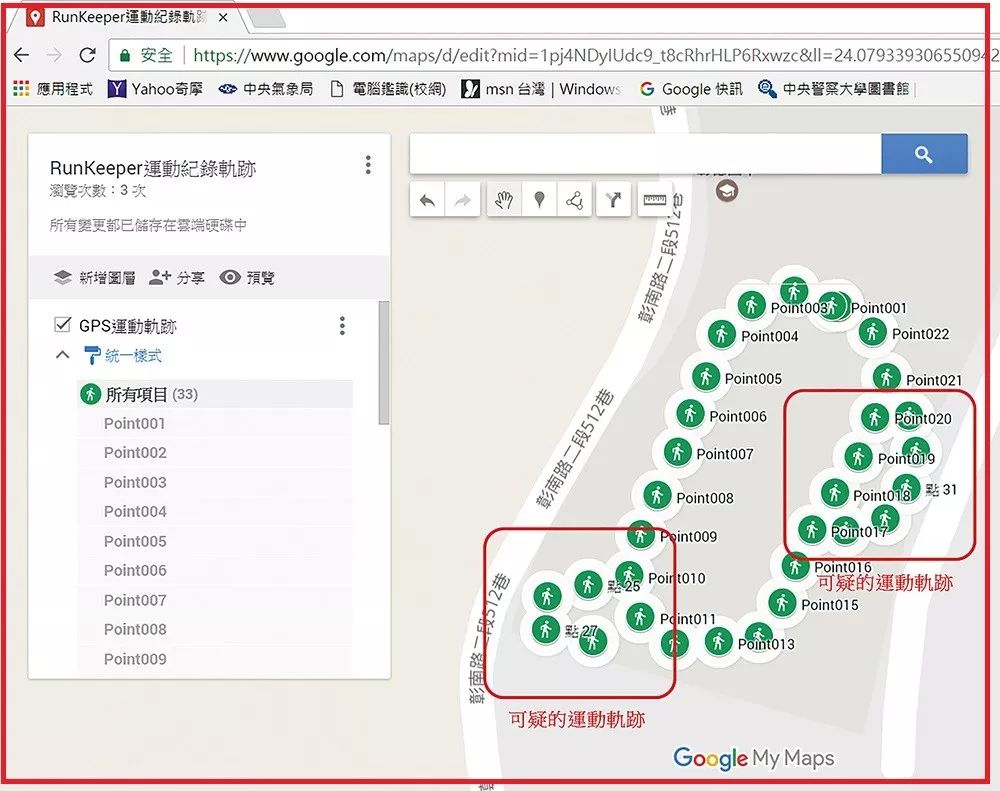 RunKeeper運動紀錄軌跡
安全
https://www.google.com/maps/d/edit?mid=1pj4NDyIUdc9_t8cRhrHLP6Rxwzc&ll=24.079339306550942
應用程式
Yahoo奇摩
中央氣象局
電腦鑑識(校網)
msn 台灣 | Windows
Google 快訊
中央警察大學圖書館
RunKeeper運動紀錄軌跡
瀏覽次數：3 次
所有變更都已儲存在雲端硬碟中
新增圖層
分享
預覽
GPS運動軌跡
統一樣式
所有項目 (33)
Point001
Point002
Point003
Point004
Point005
Point006
Point007
Point008
Point009
彰南路二段512巷
彰南路二段512巷
彰南路二段512巷
Point003
Point001
Point004
Point022
Point005
Point021
Point006
Point020
Point007
Point019
Point008
Point018
點 31
Point009
Point017
Point010
點 25
Point016
可疑的運動軌跡
Point011
Point015
點 27
Point013
可疑的運動軌跡
Google My Maps